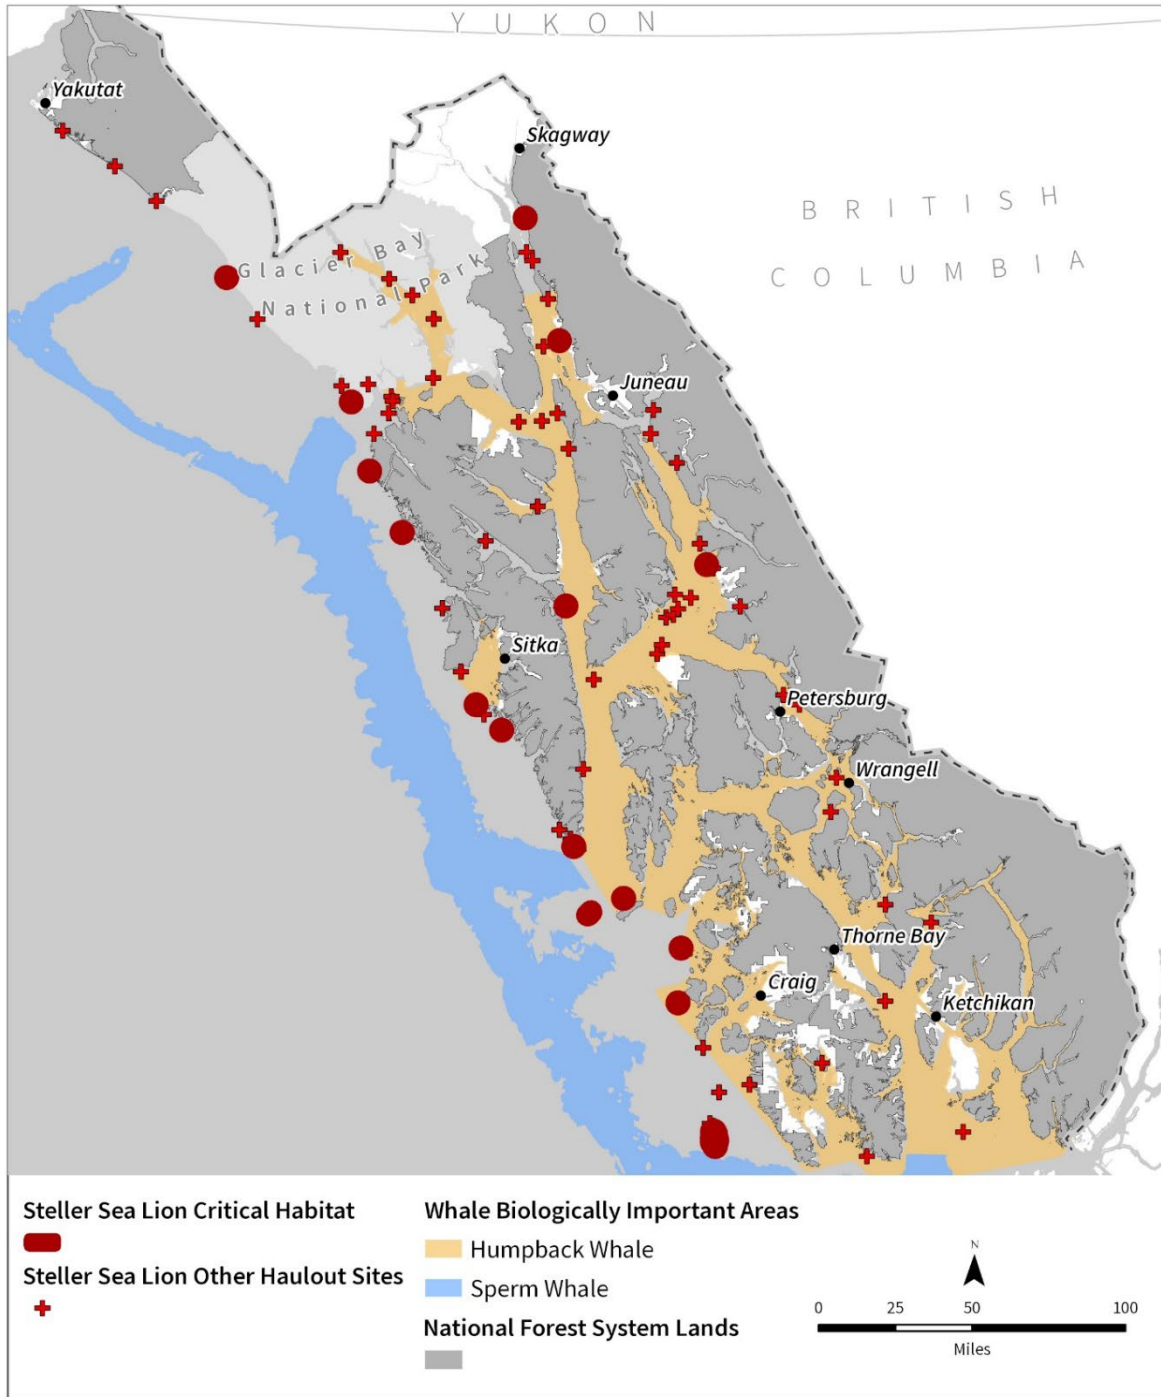 YUKON
Yakutat
Skagway
BRITISH
COLUMBIA
Glacier Bay
National Park
Juneau
Sitka
Petersburg
Wrangell
Thorne Bay
Craig
Ketchikan
Steller Sea Lion Critical Habitat
Steller Sea Lion Other Haulout Sites
Whale Biologically Important Areas
Humpback Whale
Sperm Whale
National Forest System Lands
N
0 25 50 100
Miles